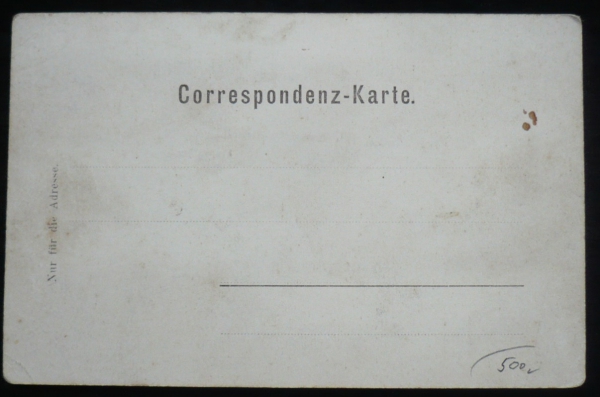 Correspondenz-Karte.
Nur für die Adresse.
500,